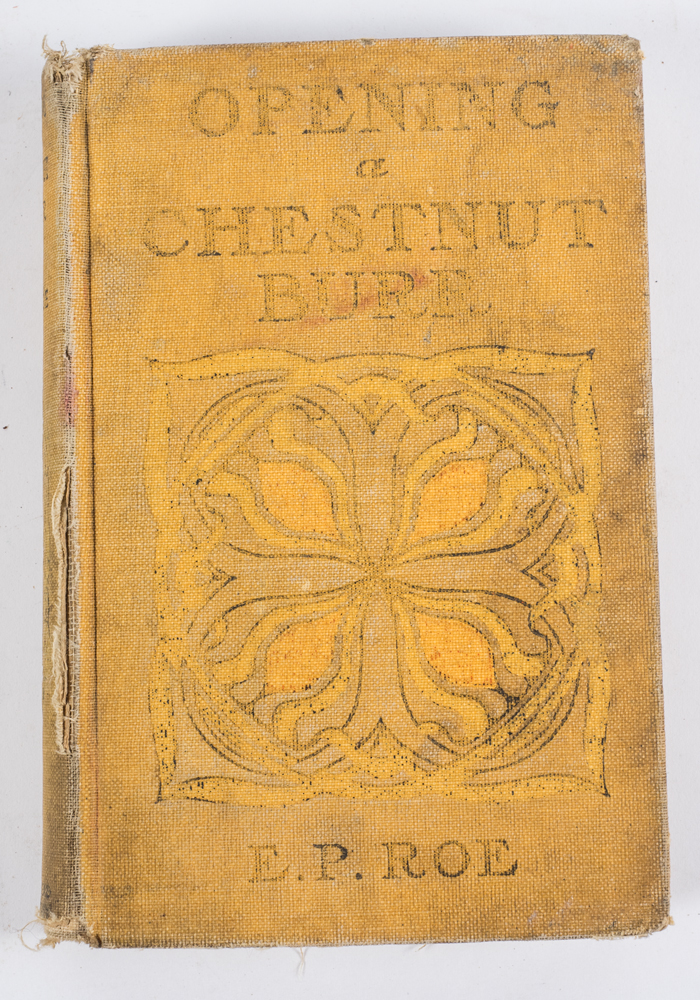 OPENING
a
CHESTNUT
BURR
E.P. ROE